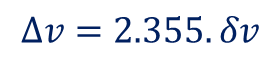 Δv = 2.355. δv